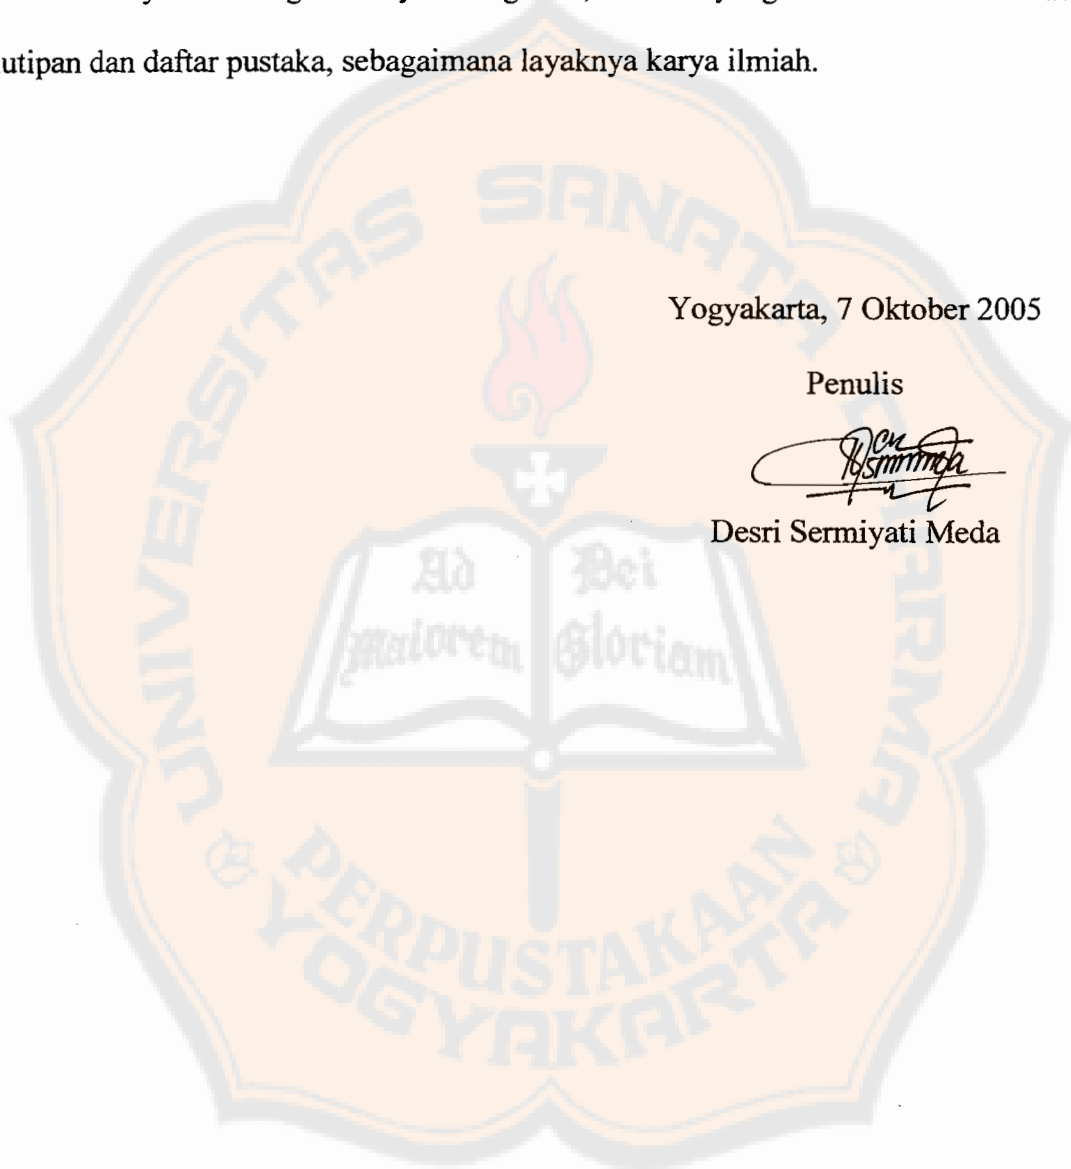 utipan dan daftar pustaka, sebagaimana layaknya karya ilmiah.
UNIVERSITAS SANATA DHARMA
Yogyakarta, 7 Oktober 2005
Penulis
Desri Sermiyati Meda
Ad Dei
Maiorem Gloriam
PERPUSTAKAAN
YOGYAKARTA